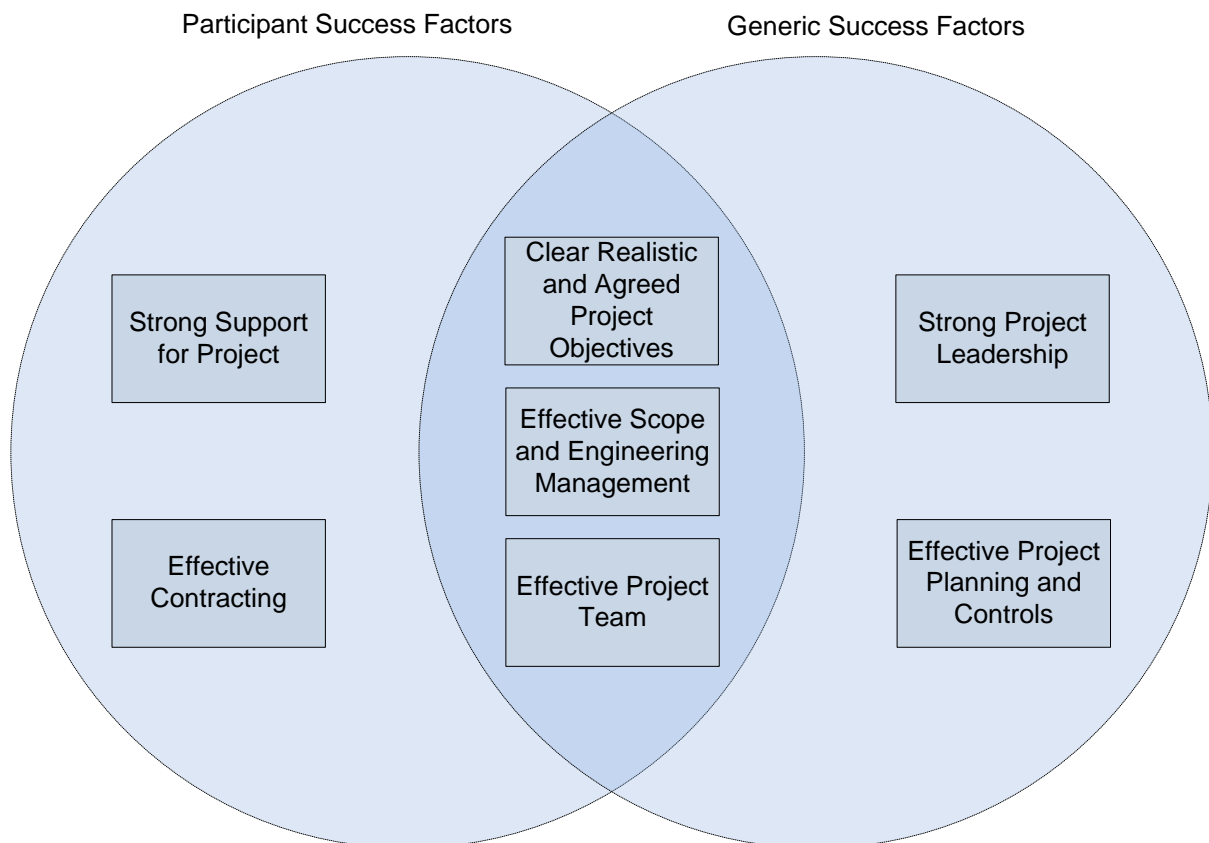 Participant Success Factors
Generic Success Factors
Strong Support
for Project
Effective
Contracting
Clear Realistic
and Agreed
Project
Objectives
Effective Scope
and Engineering
Management
Effective Project
Team
Strong Project
Leadership
Effective Project
Planning and
Controls